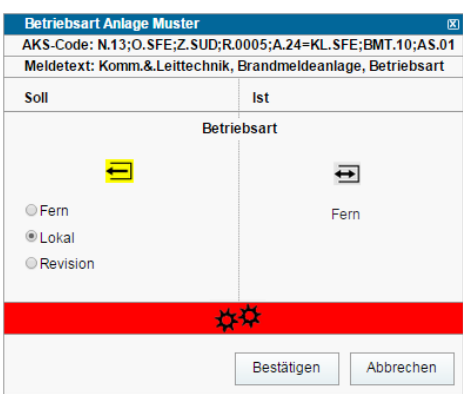 Betriebsart Anlage Muster
AKS-Code: N.13;O.SFE;Z.SUD;R.0005;A.24=KL.SFE;BMT.10;AS.01
Meldetext: Komm.&.Leittechnik, Brandmeldeanlage, Betriebsart
Soll Ist
Betriebsart
Fern Fern
Lokal
Revision
Bestätigen Abbrechen